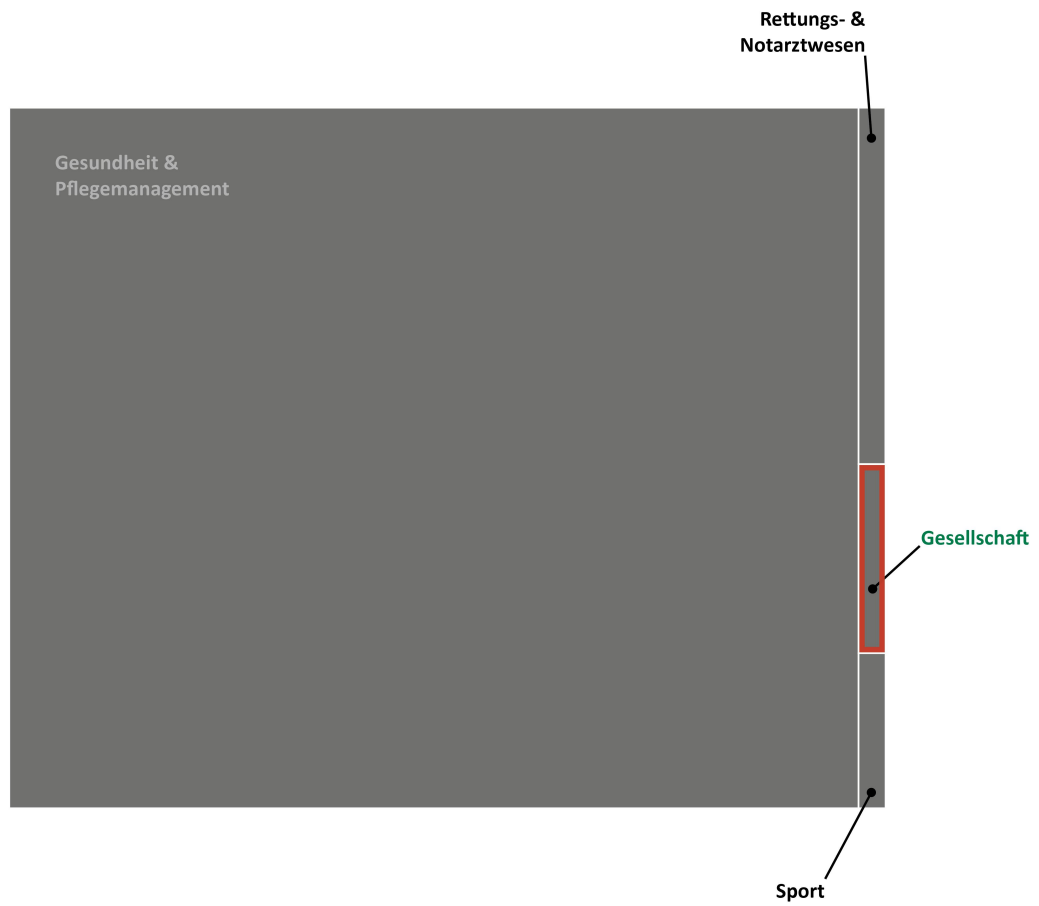 Rettungs- &
Notarztwesen
Gesundheit &
Pflegemanagement
Gesellschaft
Sport